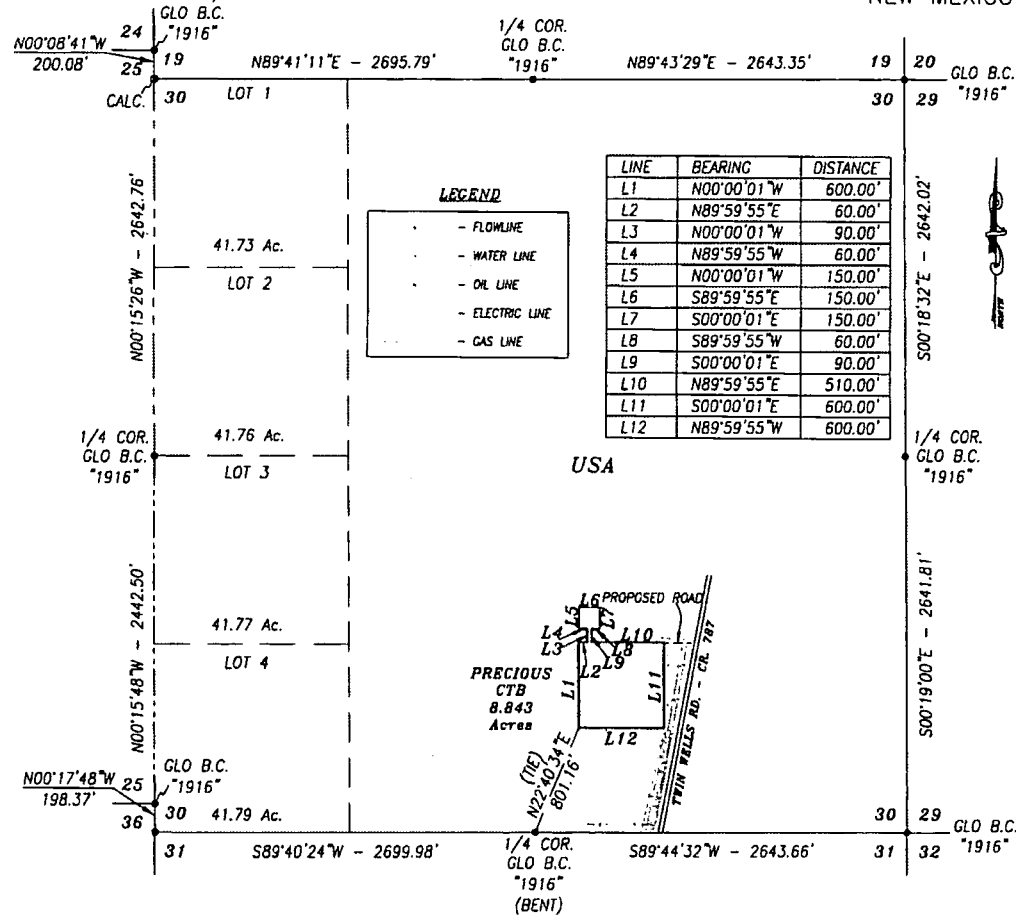 NEW MEXICO
GLO B.C.
"1916"
24
19
25
30
N00°08'41"W
200.08'
CALC.
LOT 1
N89°41'11"E - 2695.79'
1/4 COR.
GLO B.C.
"1916"
N89°43'29"E - 2643.35'
19
20
30
29
GLO B.C.
"1916"
LEGEND
- FLOWLINE
- WATER LINE
- OIL LINE
- ELECTRIC LINE
- GAS LINE
LINE BEARING DISTANCE
L1 N00°00'01"W 600.00'
L2 N89°59'55"E 60.00'
L3 N00°00'01"W 90.00'
L4 N89°59'55"W 60.00'
L5 N00°00'01"W 150.00'
L6 S89°59'55"E 150.00'
L7 S00°00'01"E 150.00'
L8 S89°59'55"W 60.00'
L9 S00°00'01"E 90.00'
L10 N89°59'55"E 510.00'
L11 S00°00'01"E 600.00'
L12 N89°59'55"W 600.00'
N00°15'26"W - 2642.76'
41.73 Ac.
LOT 2
S00°18'32"E - 2642.02'
NORTH
1/4 COR.
GLO B.C.
"1916"
41.76 Ac.
LOT 3
USA
1/4 COR.
GLO B.C.
"1916"
N00°15'48"W - 2442.50'
41.77 Ac.
LOT 4
L6
PROPOSED ROAD
L5
L7
L4
L10
L3
L8
L2
L9
PRECIOUS
CTB
8.843
Acres
L1
L11
L12
TWIN WELLS RD. - CR. 787
(TIE)
N22°40'34"E
801.16'
S00°19'00"E - 2641.81'
N00°17'48"W
198.37'
25
36
GLO B.C.
"1916"
30
31
41.79 Ac.
S89°40'24"W - 2699.98'
1/4 COR.
GLO B.C.
"1916"
(BENT)
S89°44'32"W - 2643.66'
30
29
31
32
GLO B.C.
"1916"